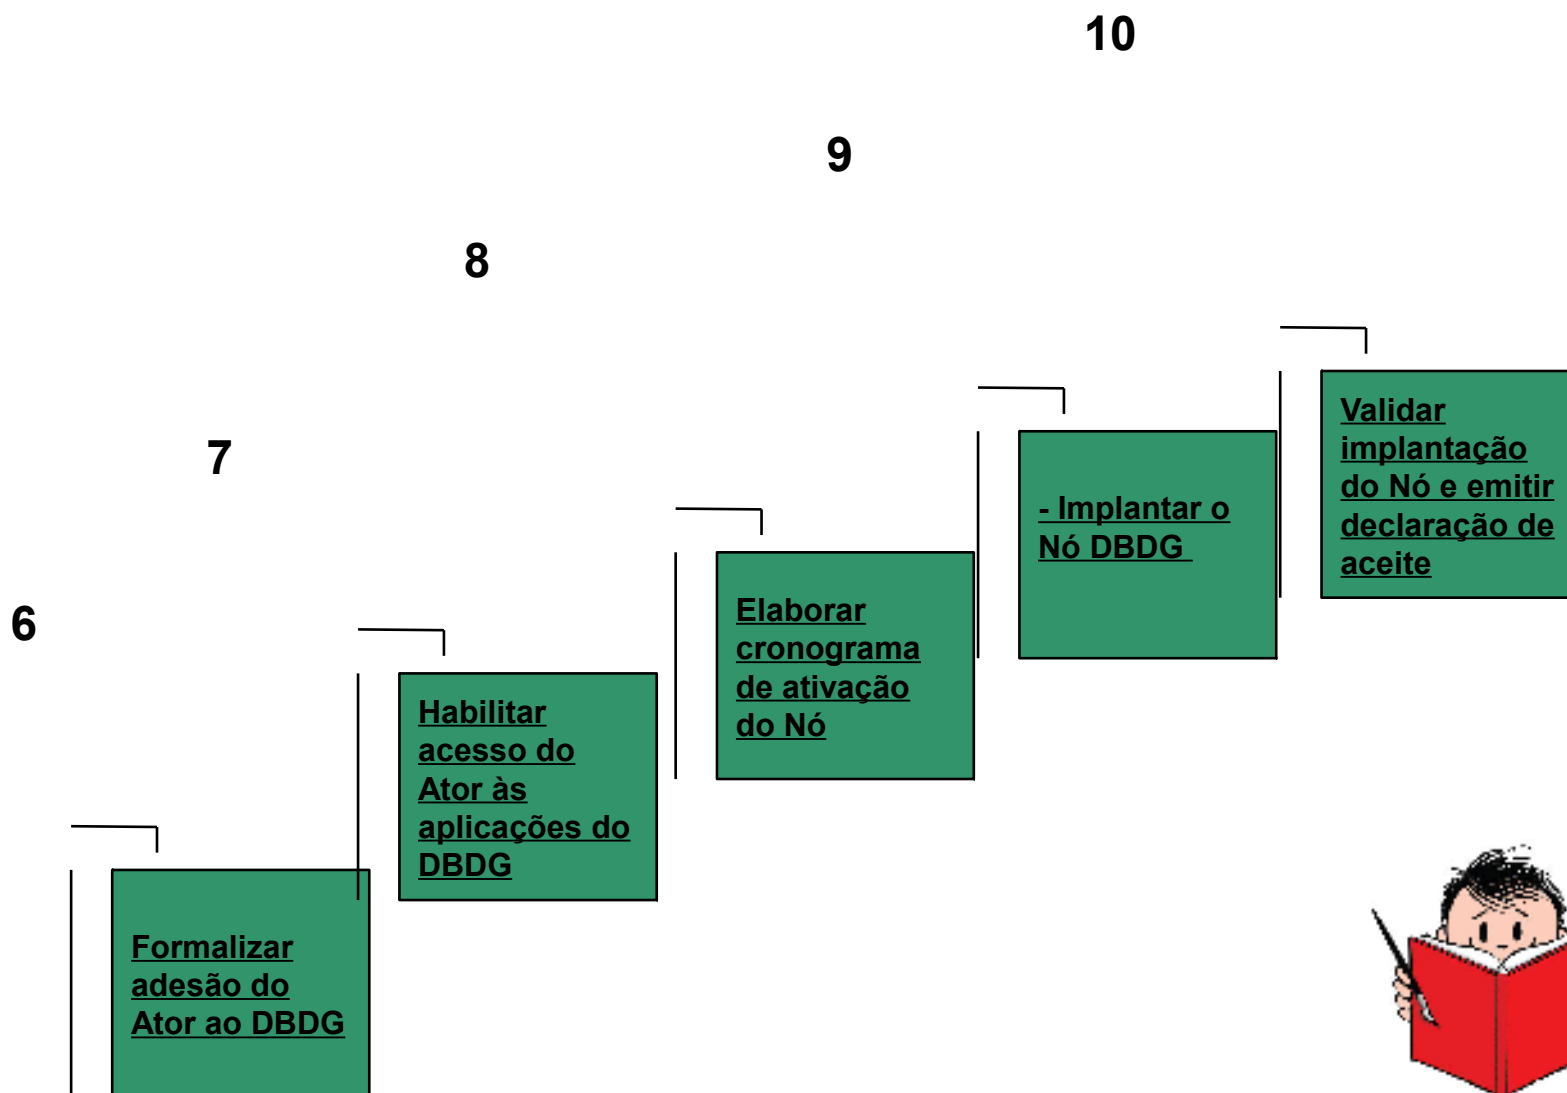 6
Formalizar
adesão do
Ator ao DBDG
7
Habilitar
acesso do
Ator às
aplicações do
DBDG
8
Elaborar
cronograma
de ativação
do Nó
9
- Implantar o
Nó DBDG
10
Validar
implantação
do Nó e emitir
declaração de
aceite